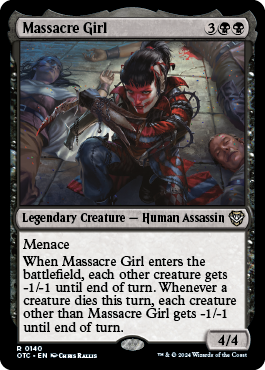 Massacre Girl 3
Legendary Creature — Human Assassin
Menace
When Massacre Girl enters the
battlefield, each other creature gets
-1/-1 until end of turn. Whenever a
creature dies this turn, each creature
other than Massacre Girl gets -1/-1
until end of turn.
4/4
R 0140
OTC • EN Chris Rallis
™ & © 2024 Wizards of the Coast